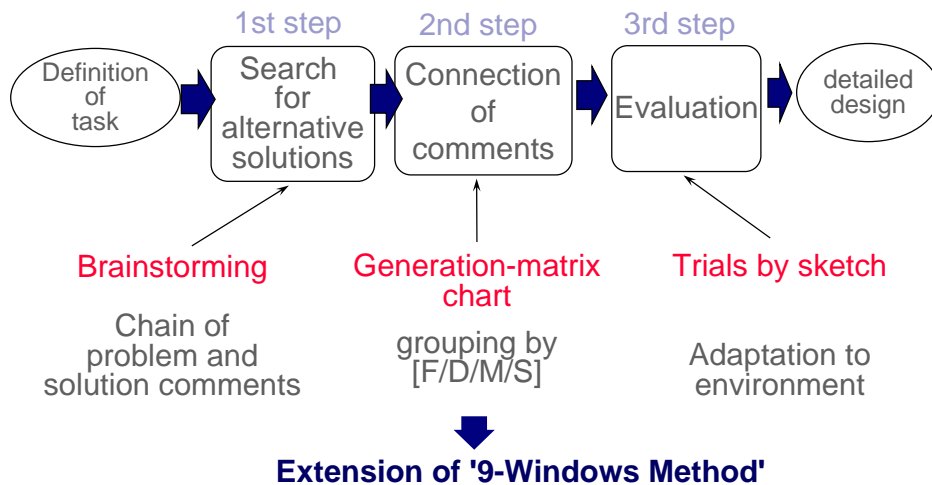 1st step
2nd step
3rd step
Definition
of
task
Search
for
alternative
solutions
Connection
of
comments
Evaluation
detailed
design
Brainstorming
Chain of
problem and
solution comments
Generation-matrix
chart
grouping by
[F/D/M/S]
Trials by sketch
Adaptation to
environment
Extension of '9-Windows Method'